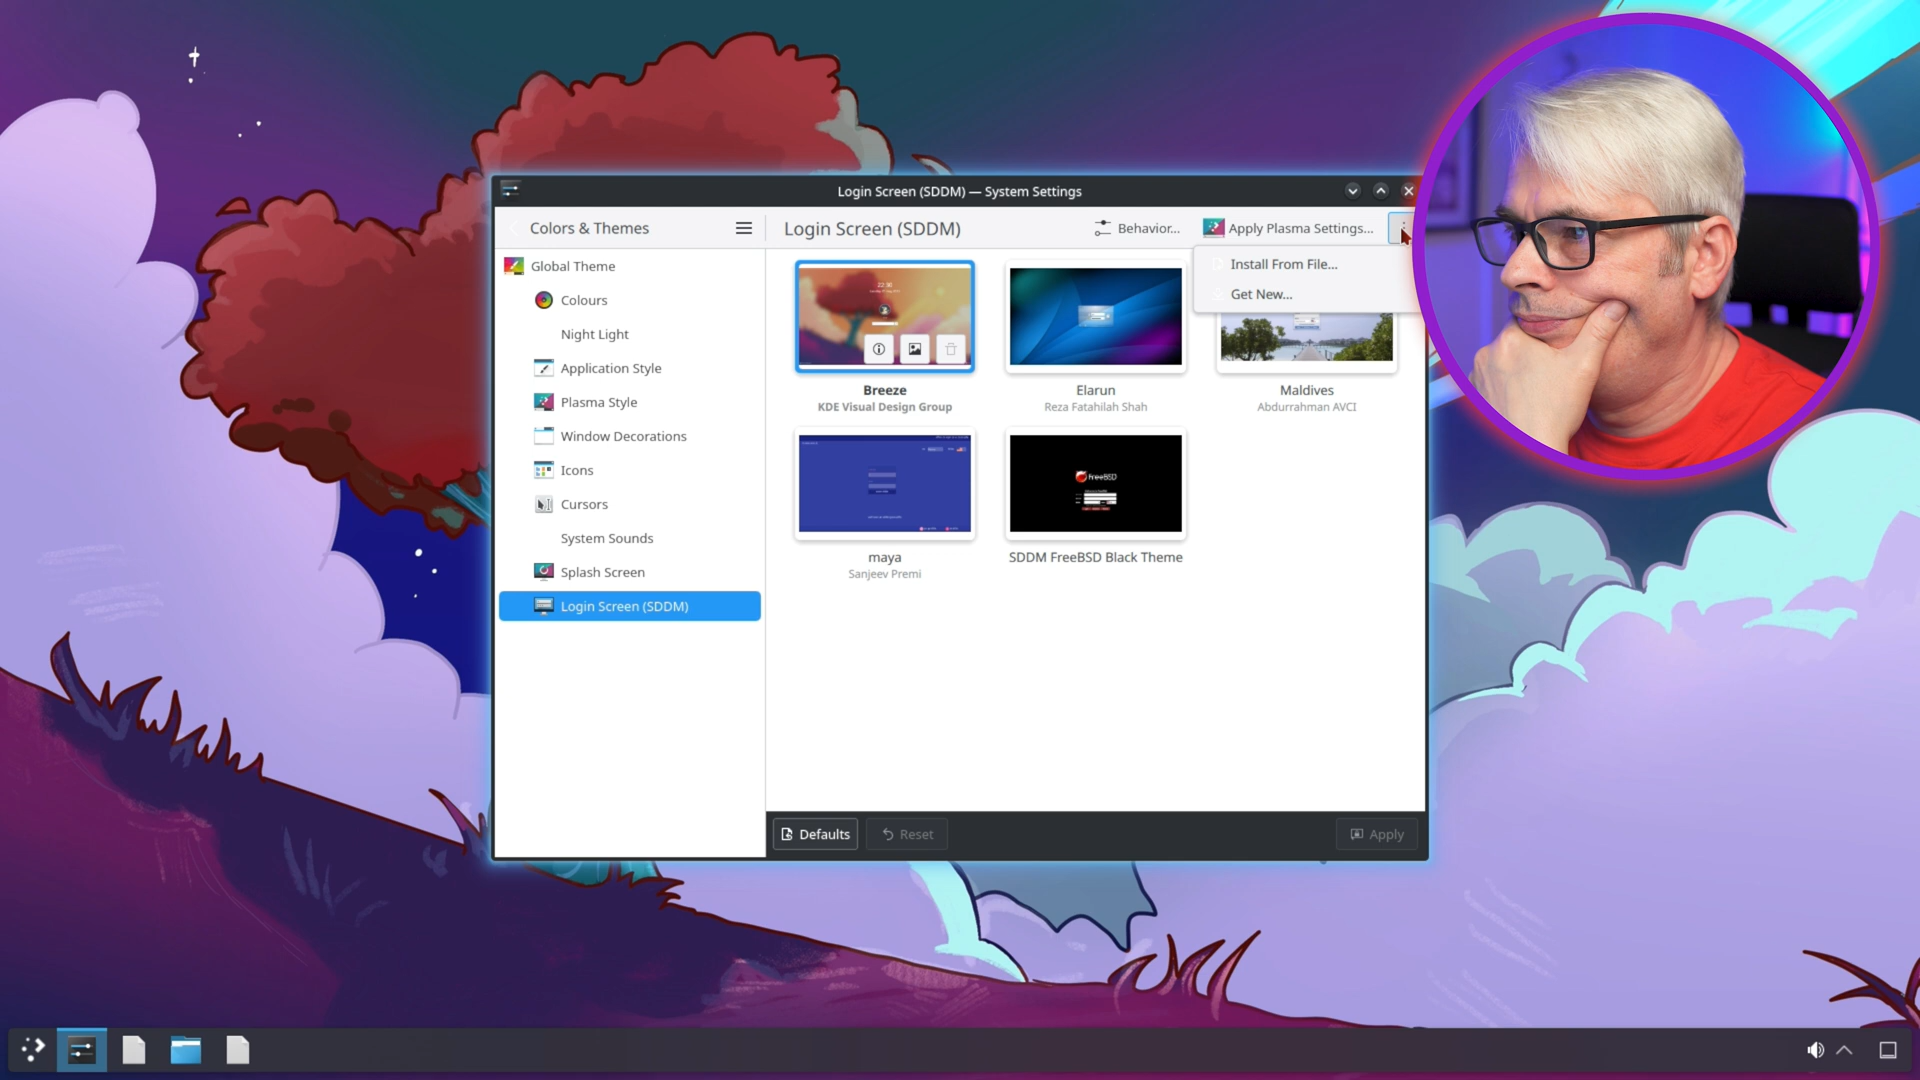 Login Screen (SDDM) — System Settings
Colors & Themes
Login Screen (SDDM)
Behavior...
Apply Plasma Settings...
Install From File...
Get New...
Global Theme
Colours
Night Light
Application Style
Plasma Style
Window Decorations
Icons
Cursors
System Sounds
Splash Screen
Login Screen (SDDM)
Breeze
KDE Visual Design Group
Elarun
Reza Fatahilah Shah
Maldives
Abdurrahman AVCI
FreeBSD
maya
Sanjeev Premi
SDDM FreeBSD Black Theme
Defaults
Reset
Apply